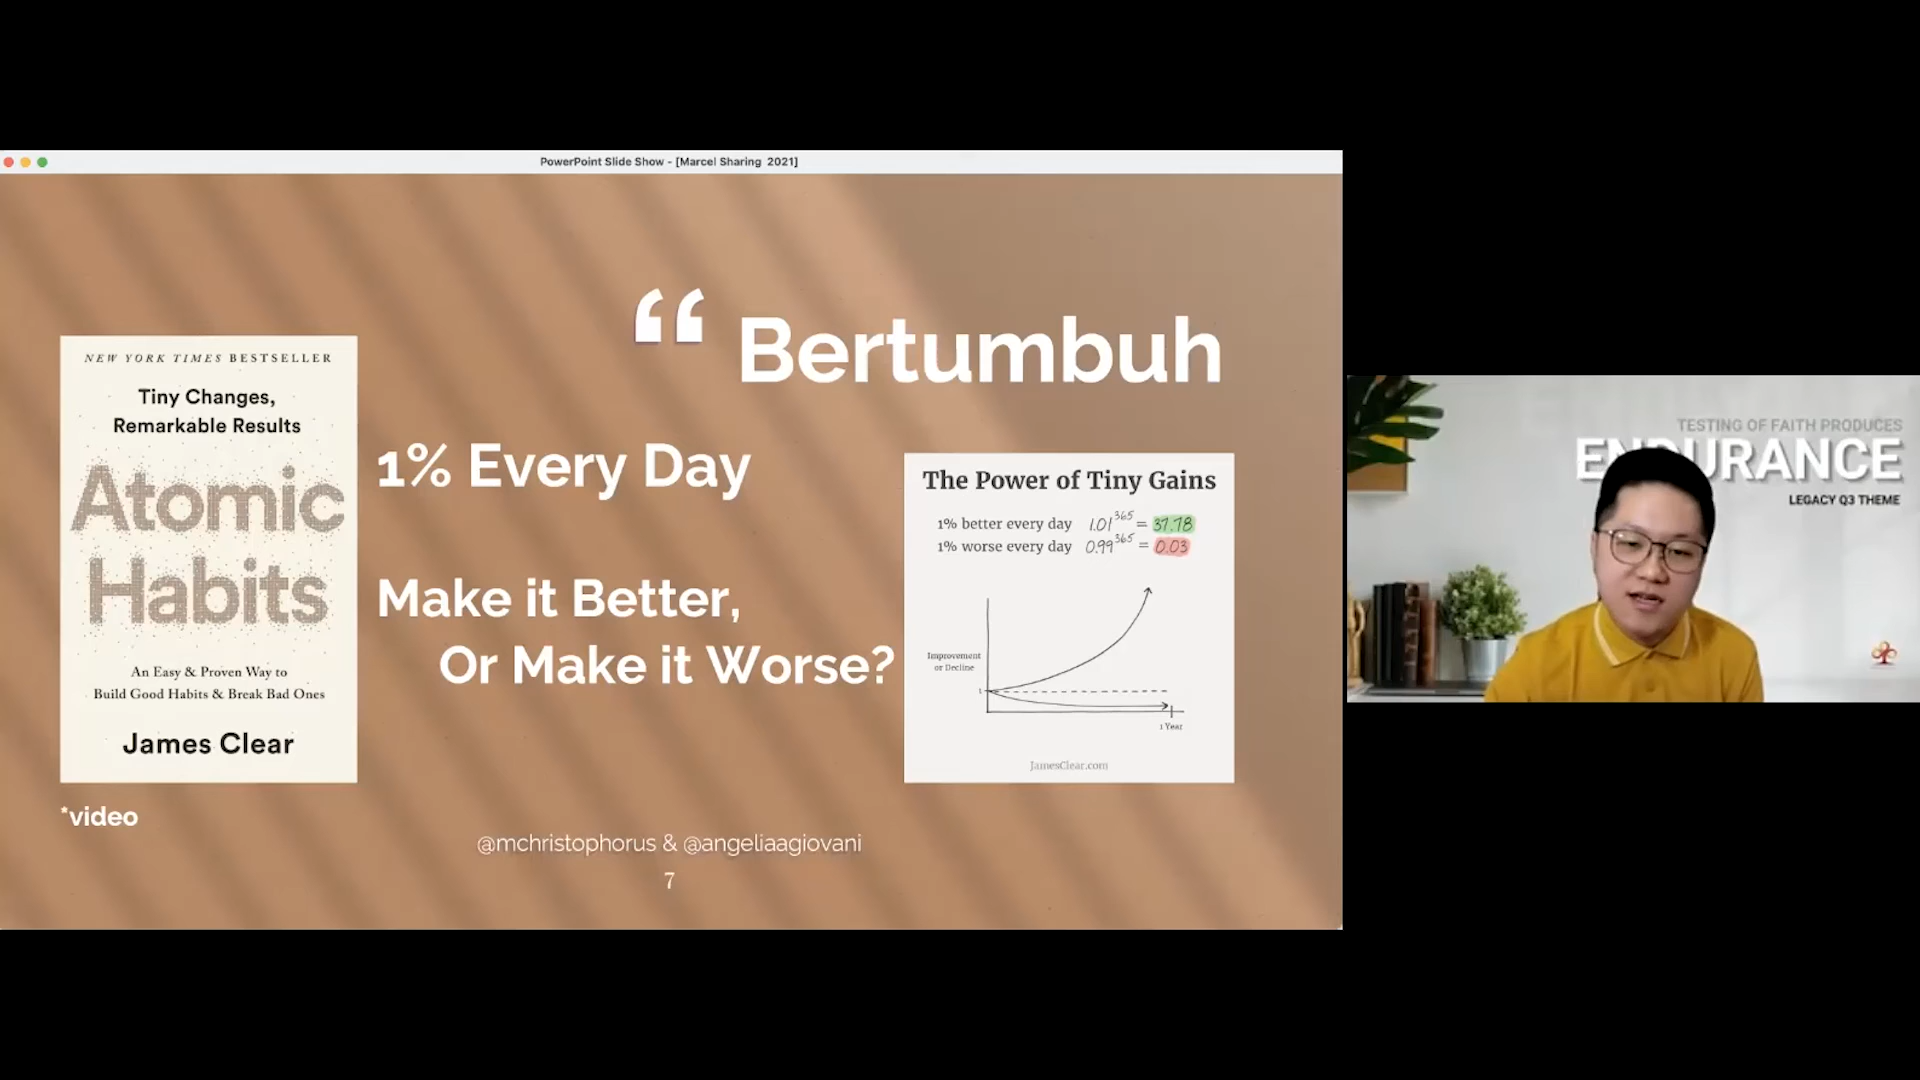 PowerPoint Slide Show - [Marcel Sharing 2021]
“ Bertumbuh
NEW YORK TIMES BESTSELLER
Tiny Changes,
Remarkable Results
Atomic
Habits
An Easy & Proven Way to
Build Good Habits & Break Bad Ones
James Clear
*video
1% Every Day
Make it Better,
Or Make it Worse?
The Power of Tiny Gains
1% better every day 1.01^365 = 37.78
1% worse every day 0.99^365 = 0.03
Improvement
or Decline
1
1 Year
JamesClear.com
@mchristophorus & @angeliaagiovani
7
TESTING OF FAITH PRODUCES
ENDURANCE
LEGACY Q3 THEME